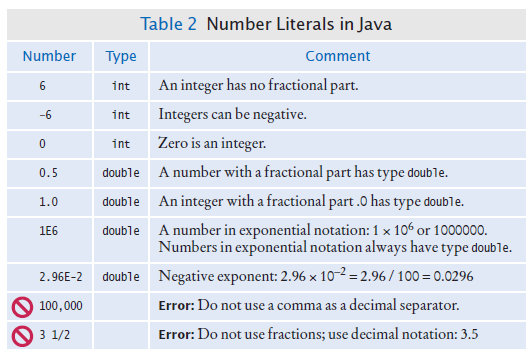 Table 2 Number Literals in Java
Number Type Comment
6 int An integer has no fractional part.
-6 int Integers can be negative.
0 int Zero is an integer.
0.5 double A number with a fractional part has type double.
1.0 double An integer with a fractional part .0 has type double.
1E6 double A number in exponential notation: 1 × 10⁶ or 1000000.
Numbers in exponential notation always have type double.
2.96E-2 double Negative exponent: 2.96 × 10⁻² = 2.96 / 100 = 0.0296
100,000 Error: Do not use a comma as a decimal separator.
3 1/2 Error: Do not use fractions; use decimal notation: 3.5